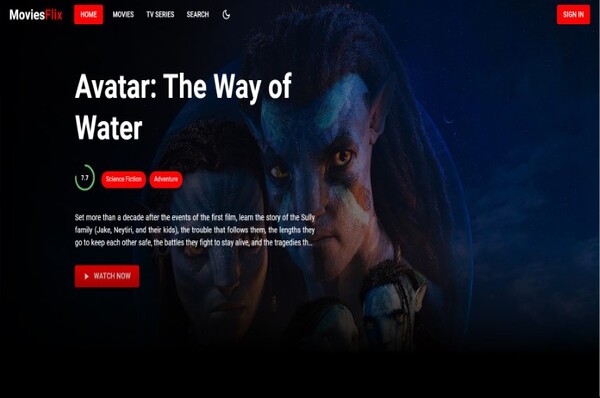 MoviesFlix HOME MOVIES TV SERIES SEARCH SIGN IN
Avatar: The Way of
Water
7.7 Science Fiction Adventure
Set more than a decade after the events of the first film, learn the story of the Sully
family (Jake, Neytiri, and their kids), the trouble that follows them, the lengths they
go to keep each other safe, the battles they fight to stay alive, and the tragedies th...
WATCH NOW